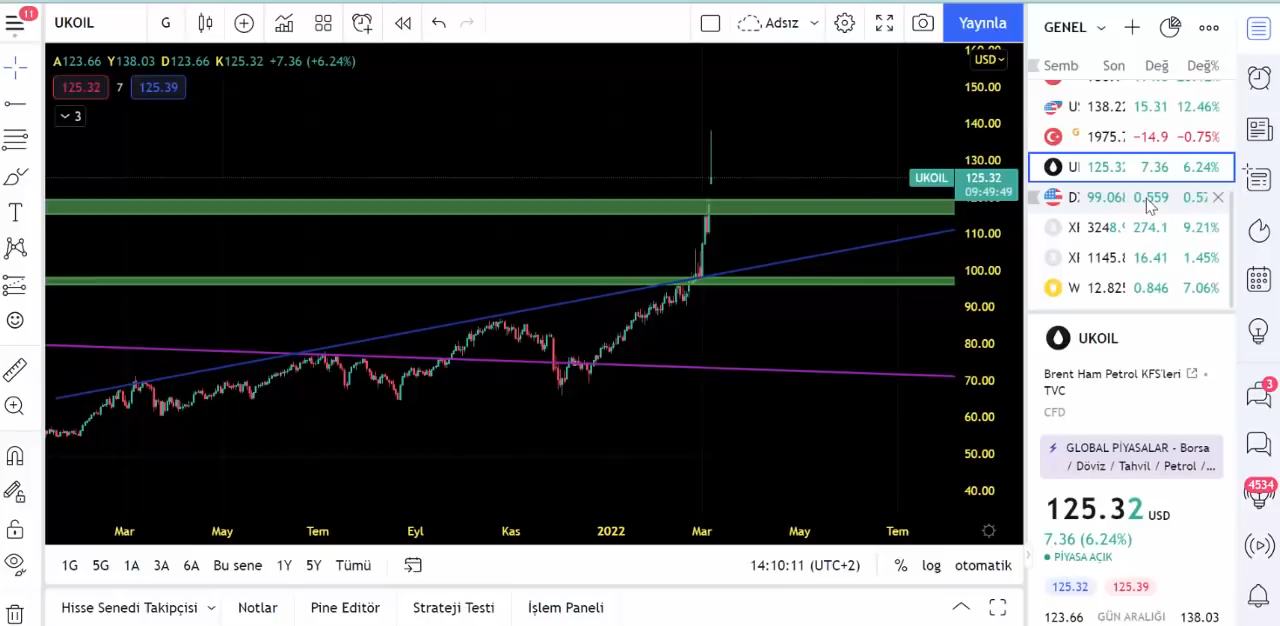 11
UKOIL
G
Adsız
Yayınla
A123.66 Y138.03 D123.66 K125.32 +7.36 (+6.24%)
125.32 7 125.39
3
USD
150.00
140.00
130.00
UKOIL 125.32
09:49:49
110.00
100.00
90.00
80.00
70.00
60.00
50.00
40.00
Mar May Tem Eyl Kas 2022 Mar May Tem
1G 5G 1A 3A 6A Bu sene 1Y 5Y Tümü
14:10:11 (UTC+2) % log otomatik
Hisse Senedi Takipçisi Notlar Pine Editör Strateji Testi İşlem Paneli
GENEL
Semb Son Değ Değ%
138.2 15.31 12.46%
G 1975. −14.9 −0.75%
125.3 7.36 6.24%
99.06 0.559 0.57
3248. 274.1 9.21%
1145.8 16.41 1.45%
W 12.825 0.846 7.06%
UKOIL
Brent Ham Petrol KFS'leri •
TVC
CFD
GLOBAL PİYASALAR - Borsa
/ Döviz / Tahvil / Petrol /...
125.32 USD
7.36 (6.24%)
PİYASA AÇIK
125.32 125.39
123.66 GÜN ARALIĞI 138.03
3
4534